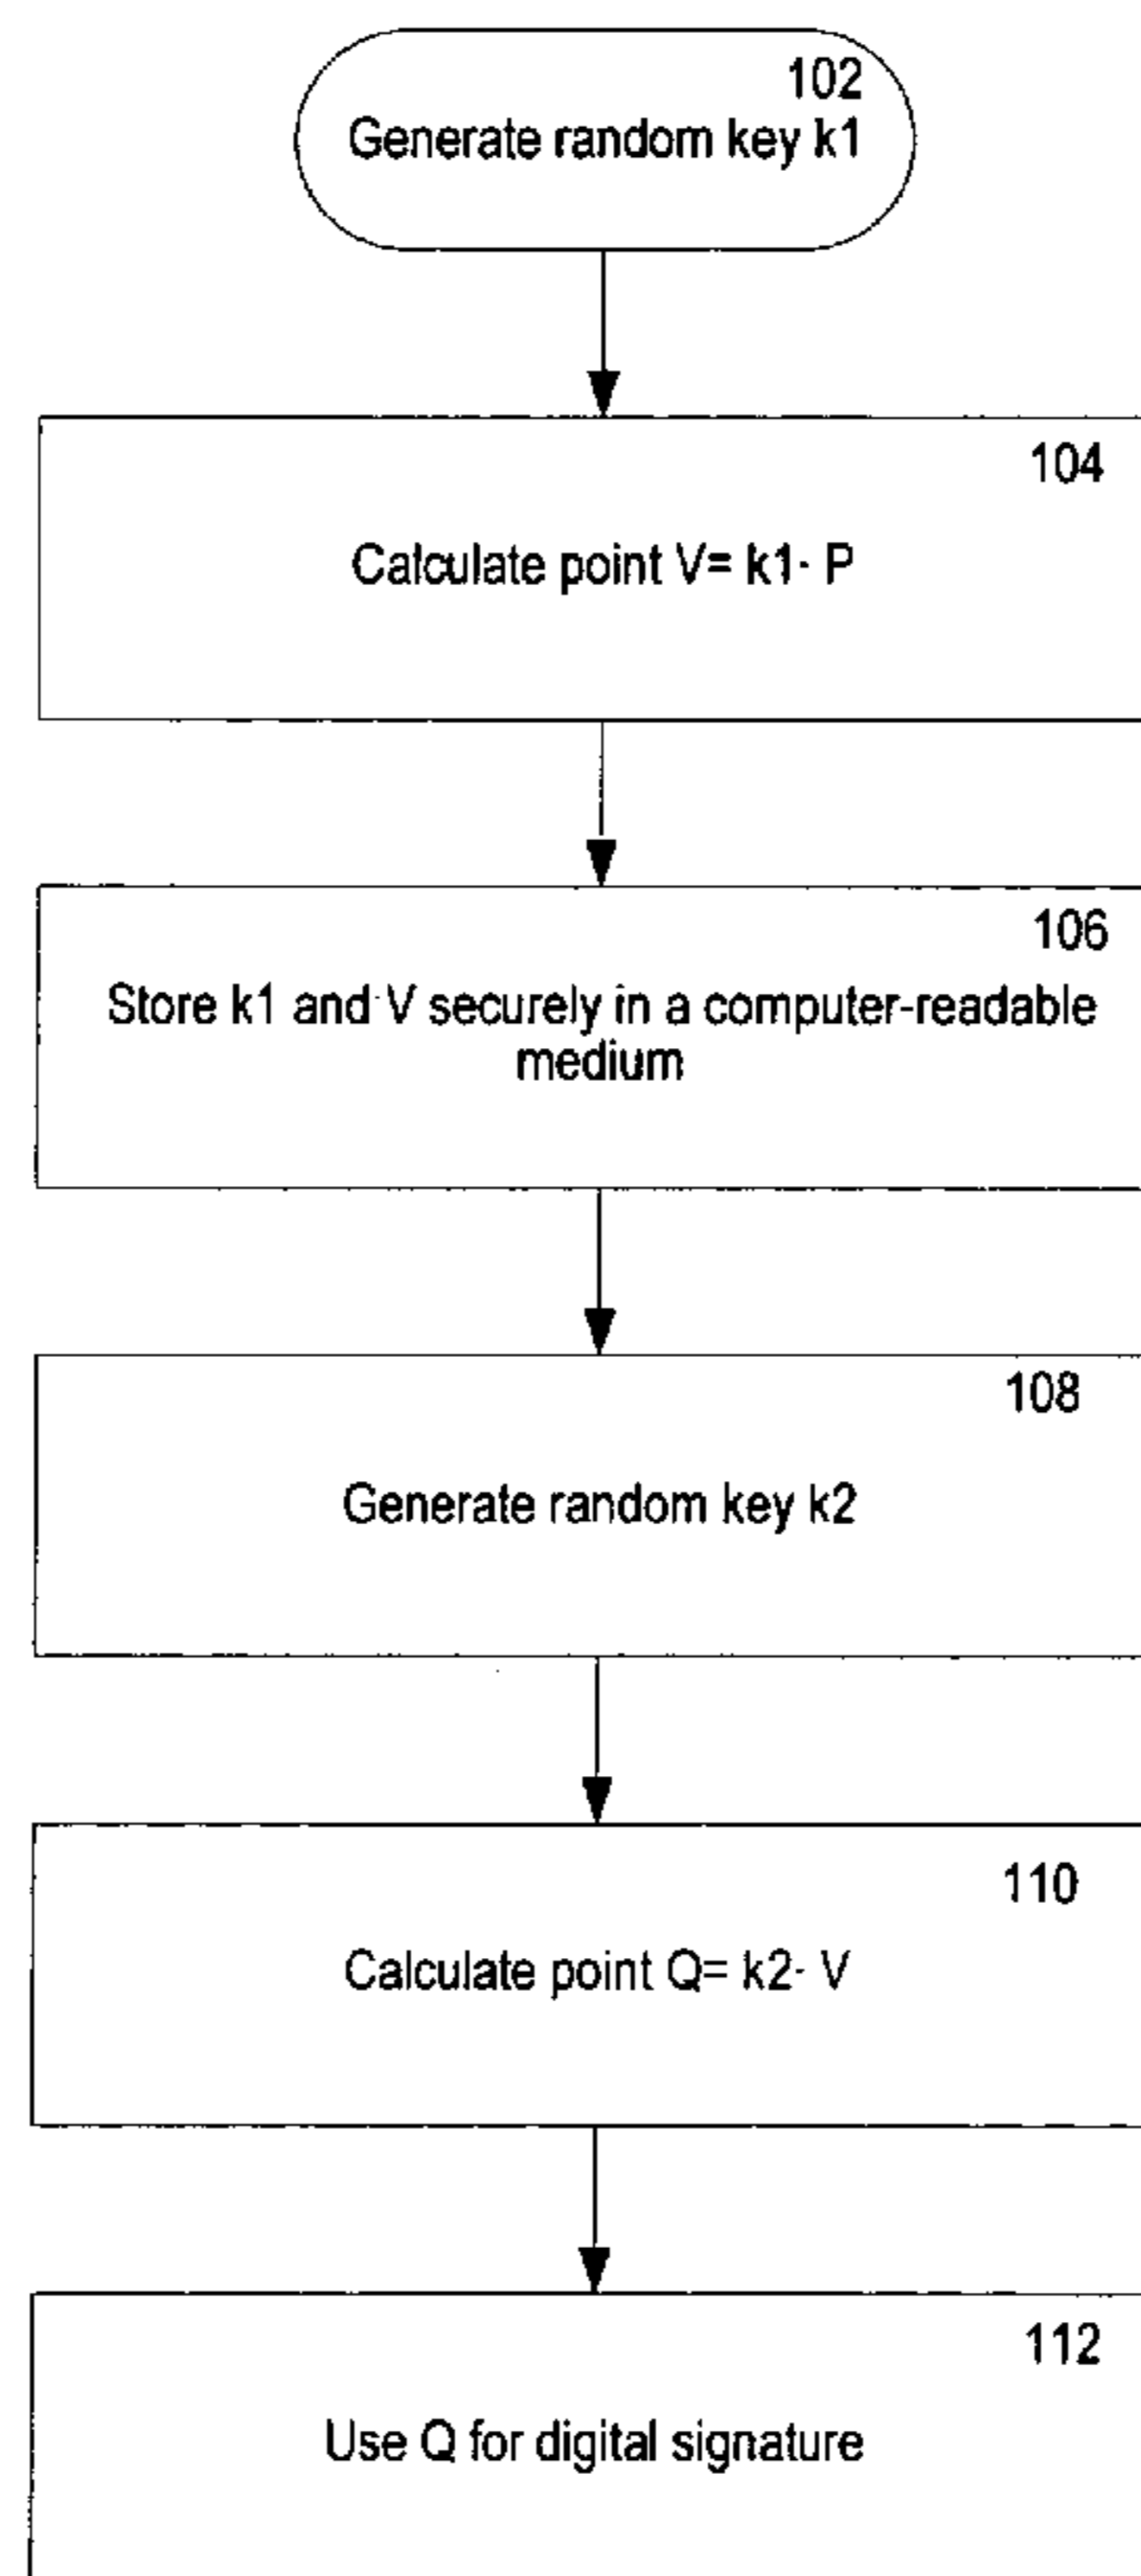 102
Generate random key k1
104
Calculate point V= k1· P
106
Store k1 and V securely in a computer-readable
medium
108
Generate random key k2
110
Calculate point Q= k2· V
112
Use Q for digital signature